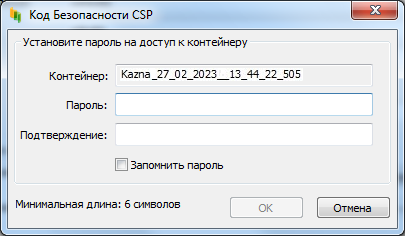 Код Безопасности CSP
Установите пароль на доступ к контейнеру
Контейнер: Kazna_27_02_2023__13_44_22_505
Пароль:
Подтверждение:
Запомнить пароль
Минимальная длина: 6 символов
OK
Отмена